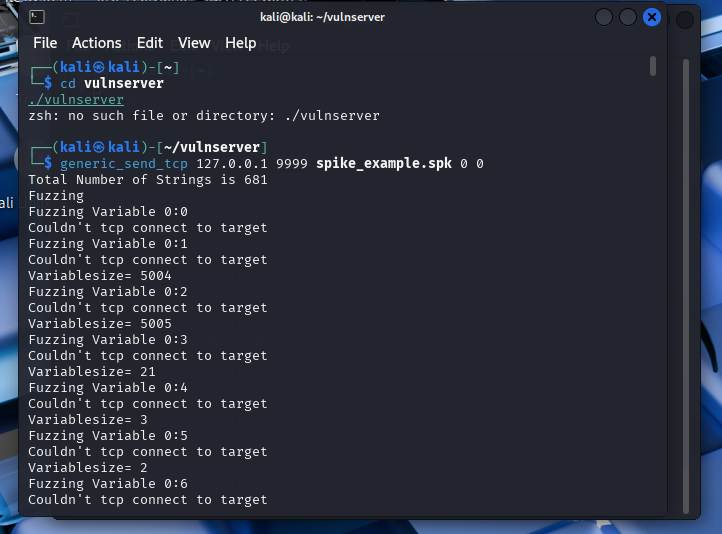 kali@kali: ~/vulnserver
File Actions Edit View Help
┌──(kali㉿kali)-[~]
└─$ cd vulnserver
./vulnserver
zsh: no such file or directory: ./vulnserver
┌──(kali㉿kali)-[~/vulnserver]
└─$ generic_send_tcp 127.0.0.1 9999 spike_example.spk 0 0
Total Number of Strings is 681
Fuzzing
Fuzzing Variable 0:0
Couldn't tcp connect to target
Fuzzing Variable 0:1
Couldn't tcp connect to target
Variablesize= 5004
Fuzzing Variable 0:2
Couldn't tcp connect to target
Variablesize= 5005
Fuzzing Variable 0:3
Couldn't tcp connect to target
Variablesize= 21
Fuzzing Variable 0:4
Couldn't tcp connect to target
Variablesize= 3
Fuzzing Variable 0:5
Couldn't tcp connect to target
Variablesize= 2
Fuzzing Variable 0:6
Couldn't tcp connect to target